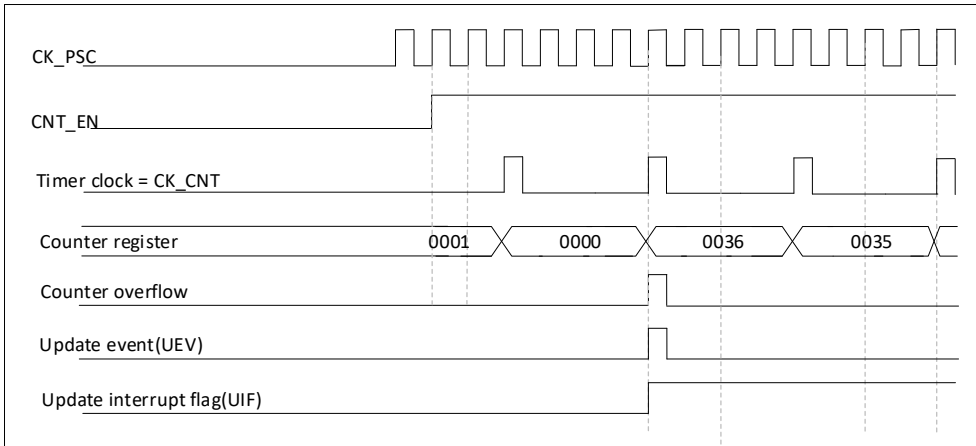 CK_PSC
CNT_EN
Timer clock = CK_CNT
Counter register 0001 0000 0036 0035
Counter overflow
Update event(UEV)
Update interrupt flag(UIF)